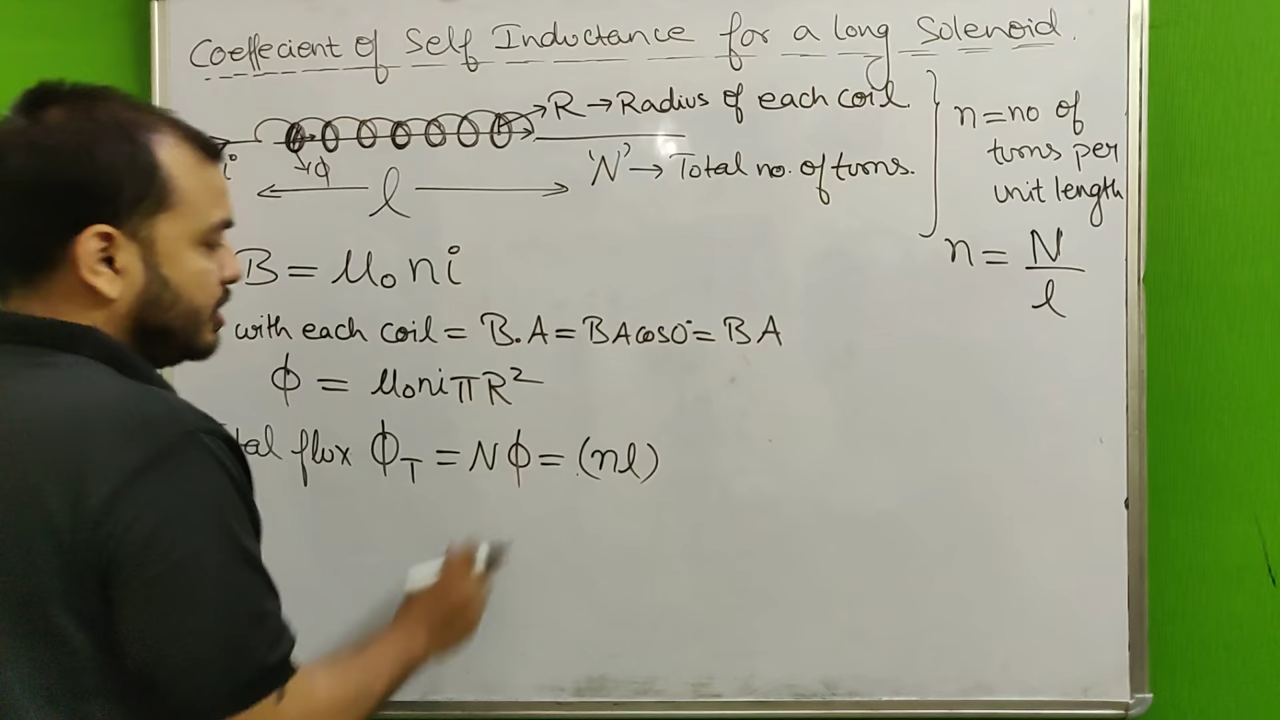 Coeffecient of Self Inductance for a long Solenoid.
R → Radius of each coil
i
ϕ
'N' → Total no. of turns.
l
n = no of
turns per
unit length
n = N/l
B = μ₀ni
with each coil = B.A = BAcos0° = BA
ϕ = μ₀niπR²
flux ϕ_T = Nϕ = (nl)